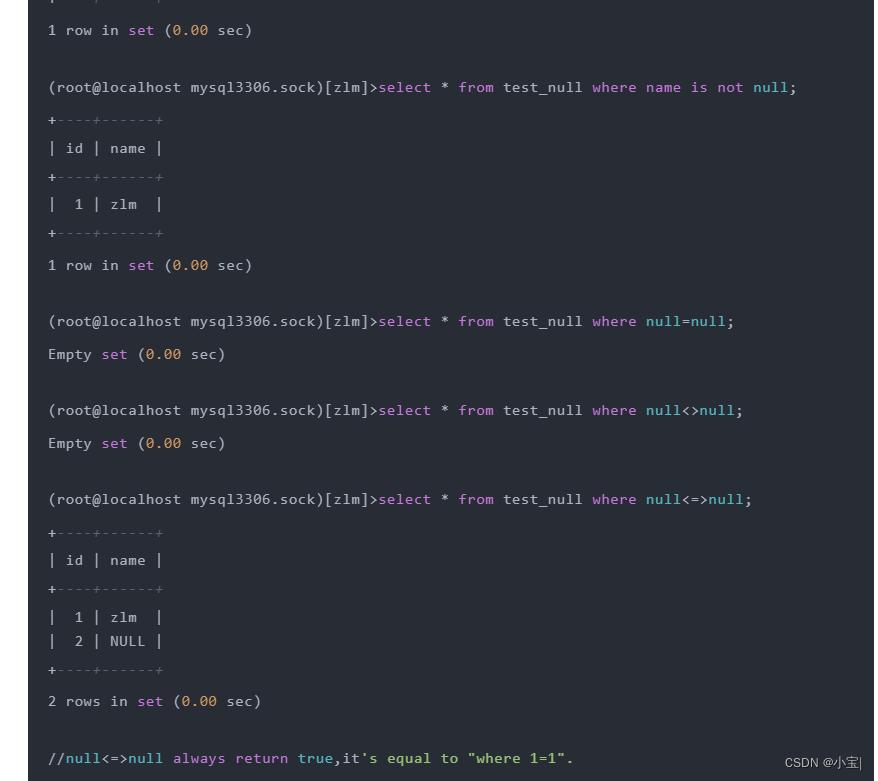 1 row in set (0.00 sec)
(root@localhost mysql3306.sock)[zlm]>select * from test_null where name is not null;
+----+------+
| id | name |
+----+------+
|  1 | zlm  |
+----+------+
1 row in set (0.00 sec)
(root@localhost mysql3306.sock)[zlm]>select * from test_null where null=null;
Empty set (0.00 sec)
(root@localhost mysql3306.sock)[zlm]>select * from test_null where null<>null;
Empty set (0.00 sec)
(root@localhost mysql3306.sock)[zlm]>select * from test_null where null<=>null;
+----+------+
| id | name |
+----+------+
|  1 | zlm  |
|  2 | NULL |
+----+------+
2 rows in set (0.00 sec)
//null<=>null always return true,it's equal to "where 1=1".
CSDN @小宝|